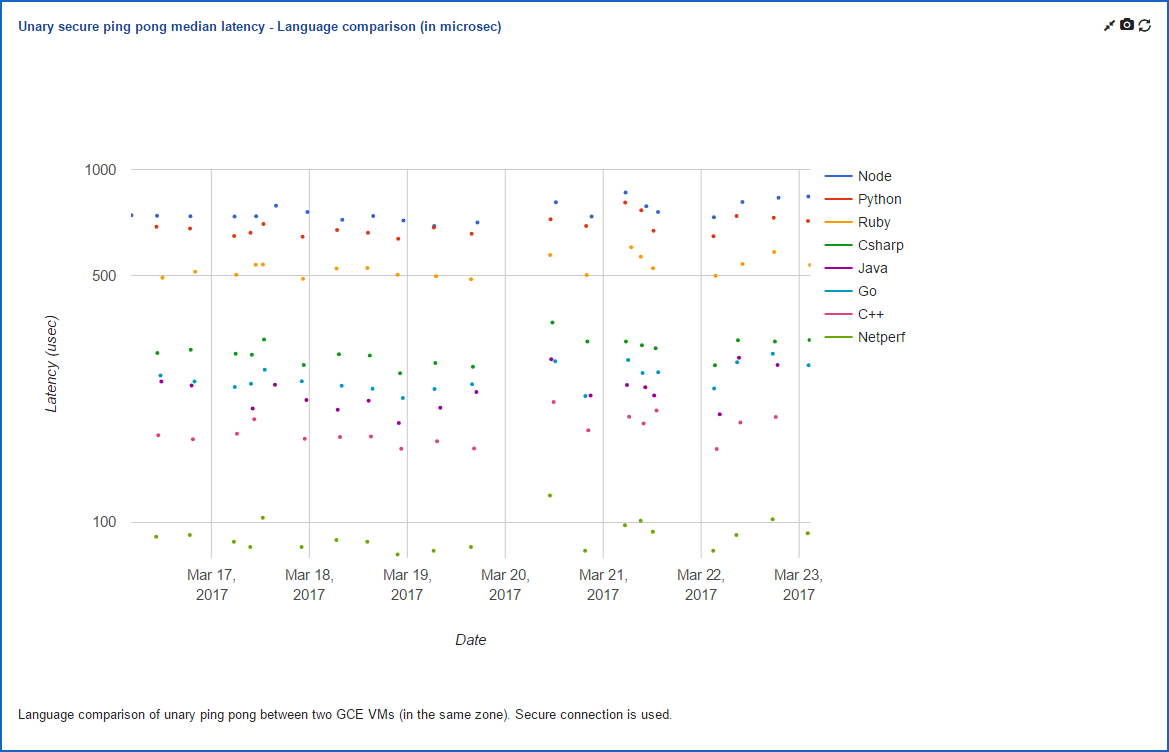 Unary secure ping pong median latency - Language comparison (in microsec)
1000
500
100
Latency (usec)
Node
Python
Ruby
Csharp
Java
Go
C++
Netperf
Mar 17,
2017
Mar 18,
2017
Mar 19,
2017
Mar 20,
2017
Mar 21,
2017
Mar 22,
2017
Mar 23,
2017
Date
Language comparison of unary ping pong between two GCE VMs (in the same zone). Secure connection is used.